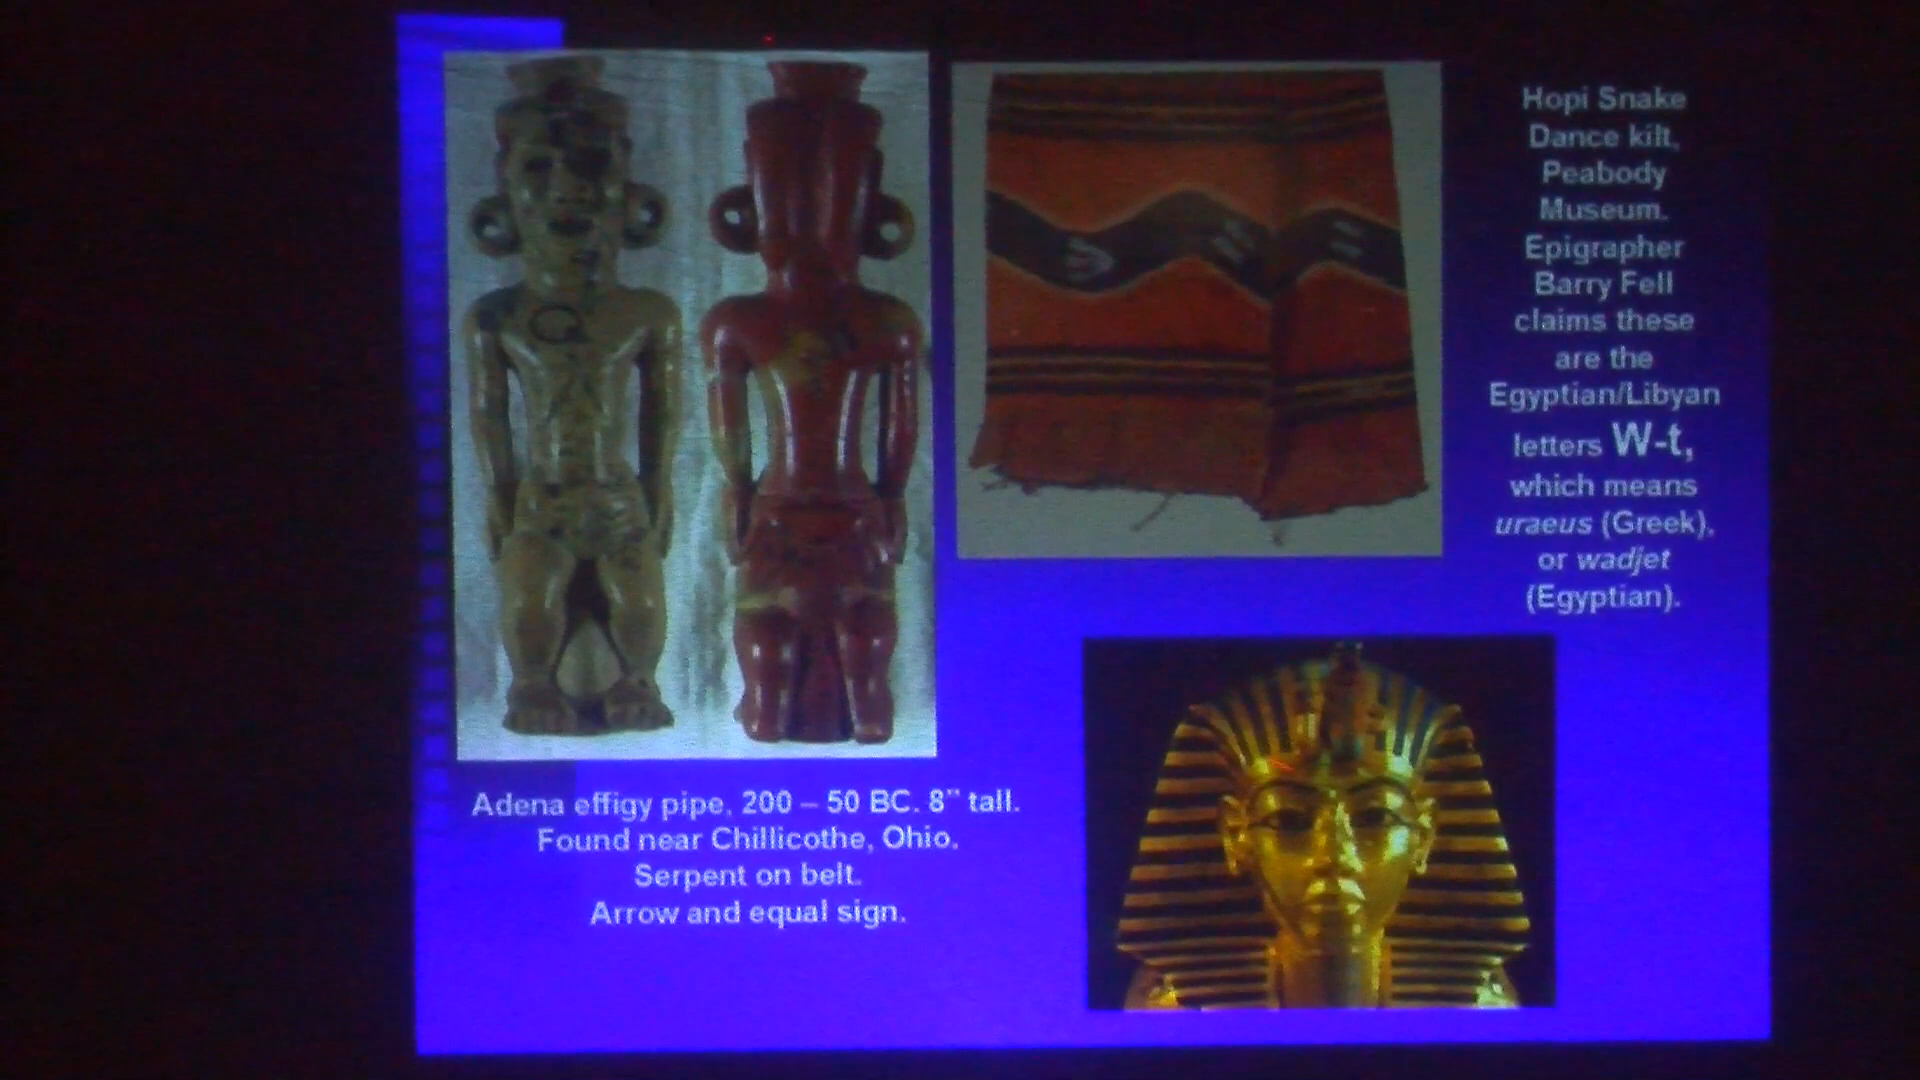 Hopi Snake
Dance kilt,
Peabody
Museum.
Epigrapher
Barry Fell
claims these
are the
Egyptian/Libyan
letters W-t,
which means
uraeus (Greek),
or wadjet
(Egyptian).
Adena effigy pipe, 200 – 50 BC. 8" tall.
Found near Chillicothe, Ohio.
Serpent on belt.
Arrow and equal sign.